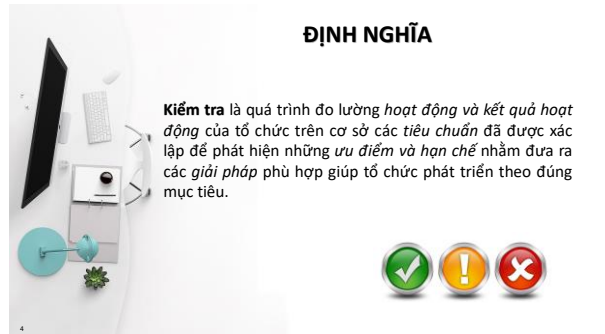 ĐỊNH NGHĨA
Kiểm tra là quá trình đo lường hoạt động và kết quả hoạt
động của tổ chức trên cơ sở các tiêu chuẩn đã được xác
lập để phát hiện những ưu điểm và hạn chế nhằm đưa ra
các giải pháp phù hợp giúp tổ chức phát triển theo đúng
mục tiêu.
4